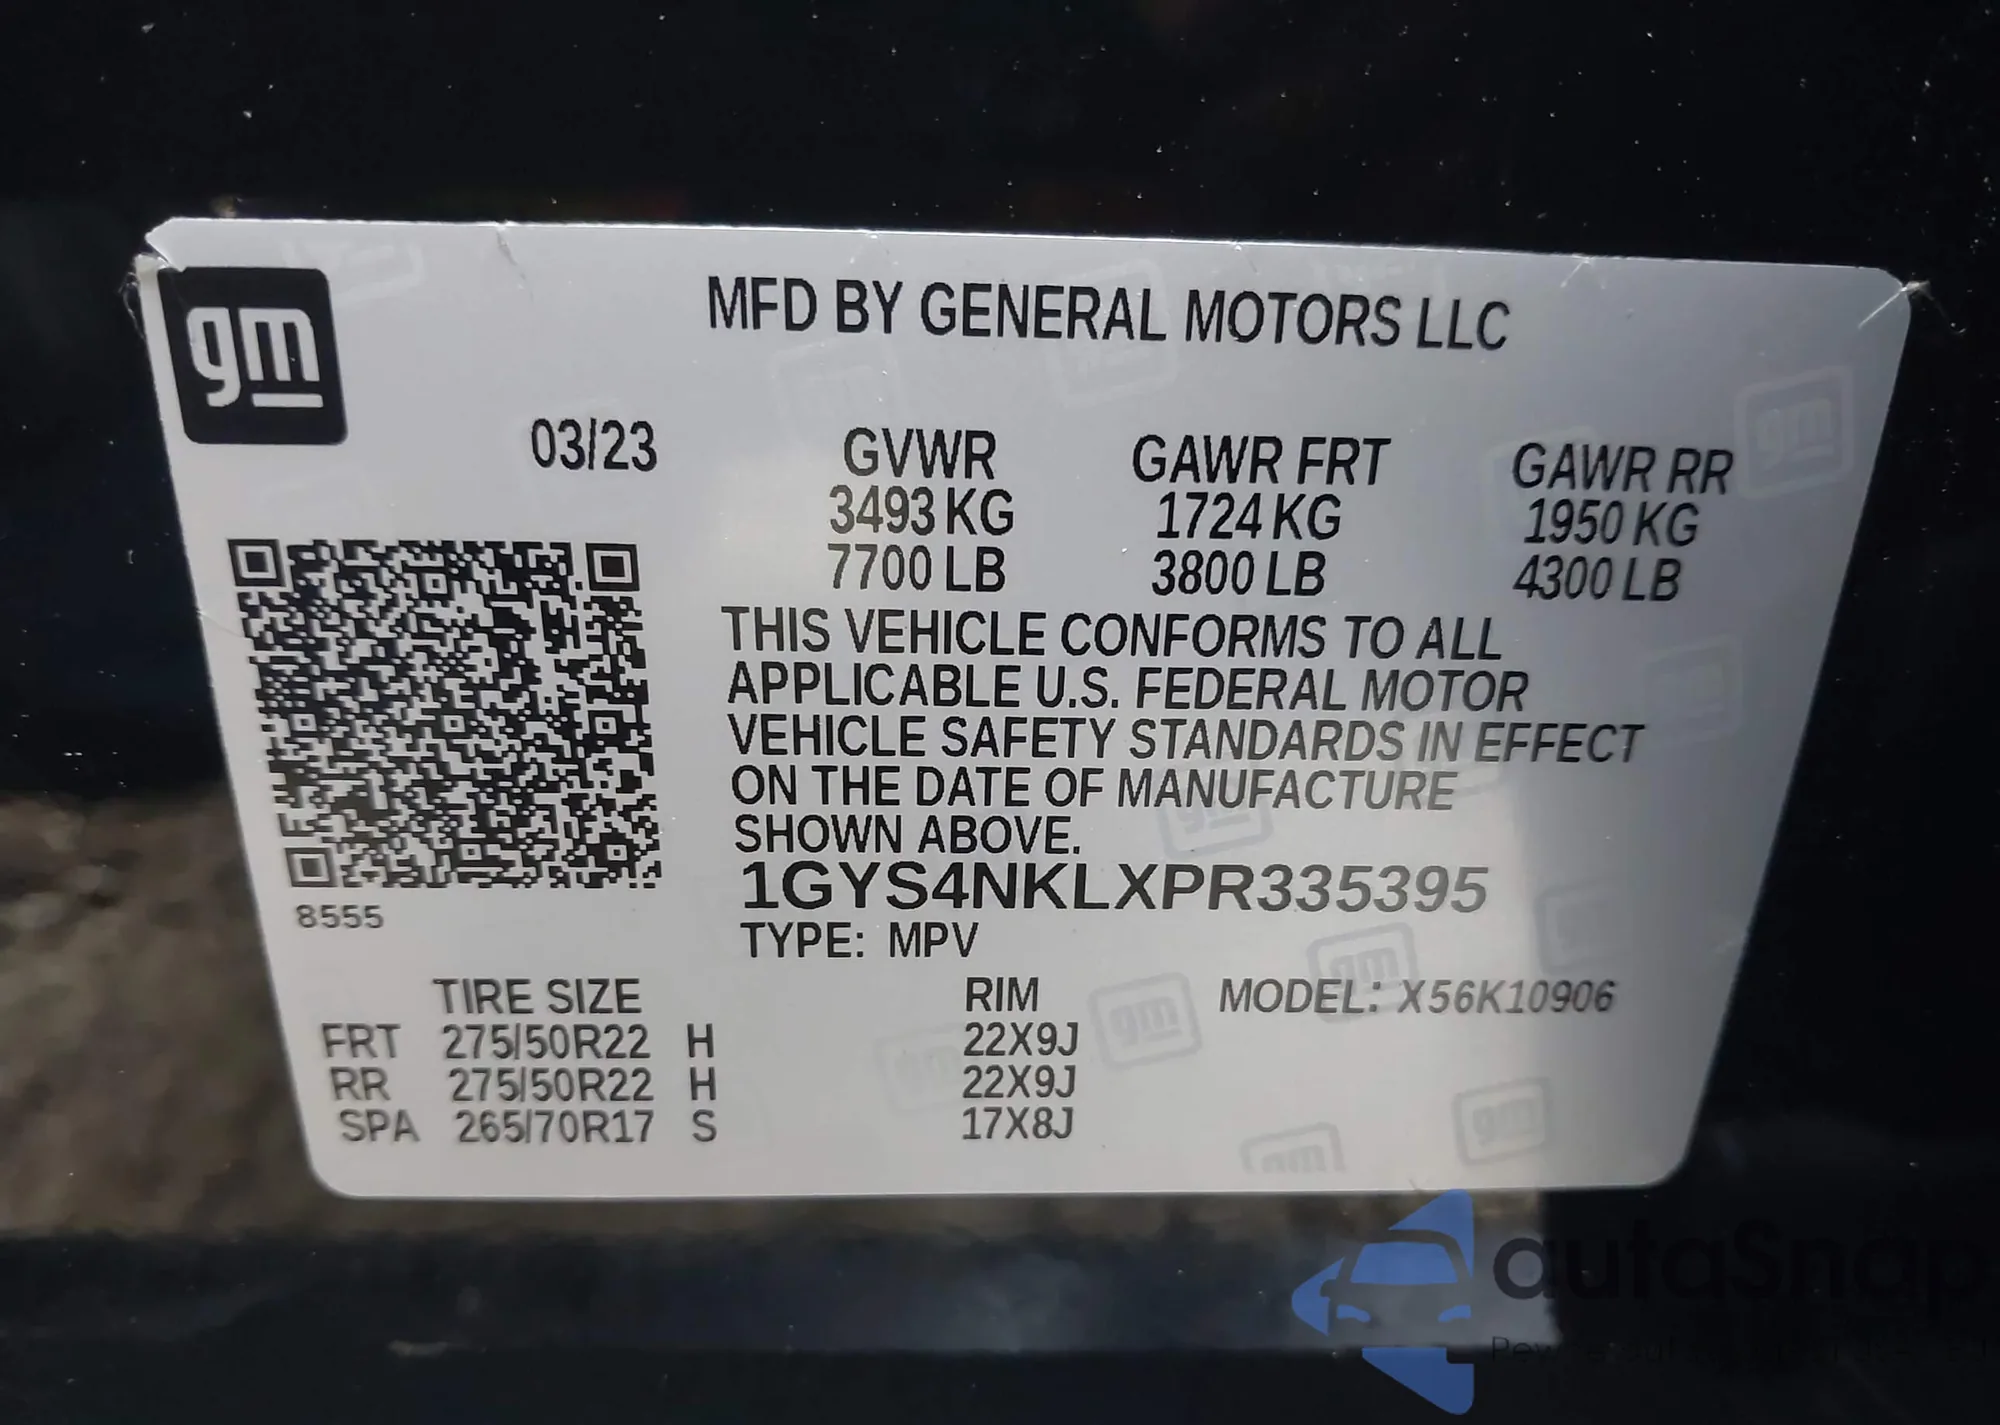 gm
MFD BY GENERAL MOTORS LLC
03/23
GVWR GAWR FRT GAWR RR
3493 KG 1724 KG 1950 KG
7700 LB 3800 LB 4300 LB
THIS VEHICLE CONFORMS TO ALL
APPLICABLE U.S. FEDERAL MOTOR
VEHICLE SAFETY STANDARDS IN EFFECT
ON THE DATE OF MANUFACTURE
SHOWN ABOVE.
1GYS4NKLXPR335395
8555
TYPE: MPV
TIRE SIZE RIM MODEL: X56K10906
FRT 275/50R22 H 22X9J
RR 275/50R22 H 22X9J
SPA 265/70R17 S 17X8J
autaSnap